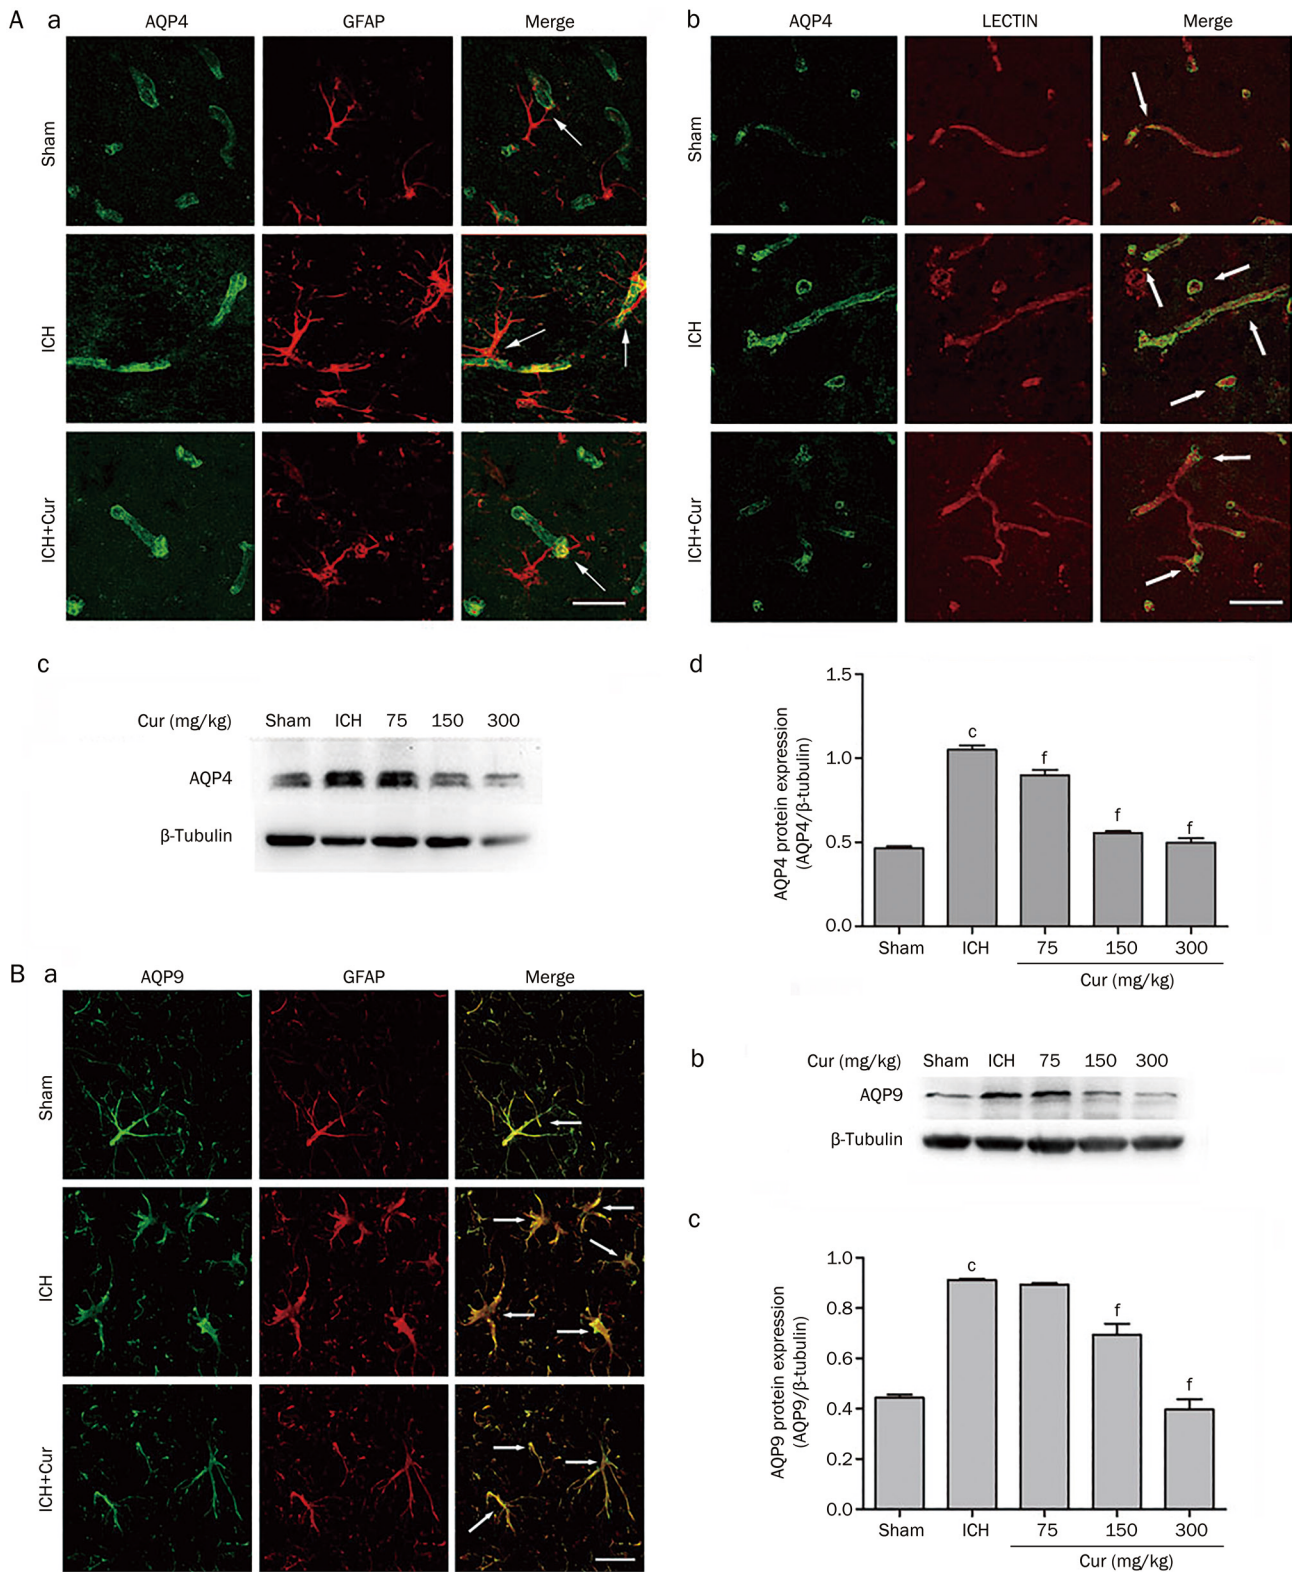 A a AQP4 GFAP Merge
Sham
ICH
ICH+Cur
b AQP4 LECTIN Merge
Sham
ICH
ICH+Cur
c
Cur (mg/kg) Sham ICH 75 150 300
AQP4
β-Tubulin
d
AQP4 protein expression
(AQP4/β-tubulin)
1.5
1.0
0.5
0.0
c
f
f
f
Sham ICH 75 150 300
Cur (mg/kg)
B a AQP9 GFAP Merge
Sham
ICH
ICH+Cur
b
Cur (mg/kg) Sham ICH 75 150 300
AQP9
β-Tubulin
c
AQP9 protein expression
(AQP9/β-tubulin)
1.0
0.8
0.6
0.4
0.2
0.0
c
f
f
Sham ICH 75 150 300
Cur (mg/kg)